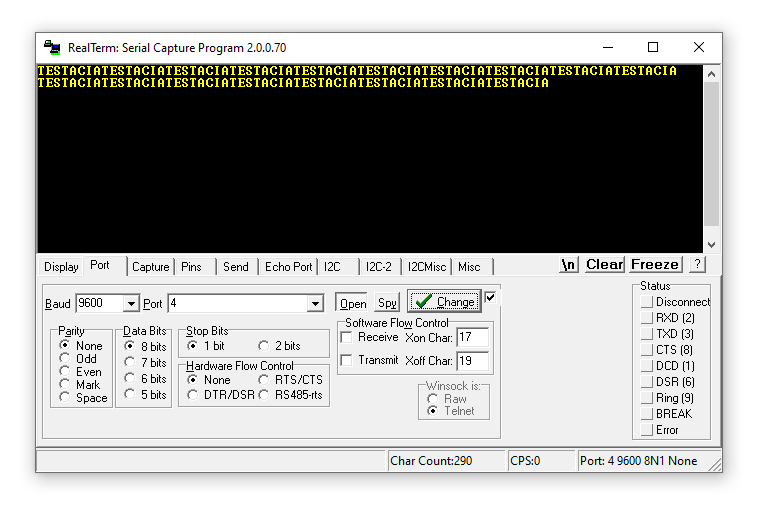 RealTerm: Serial Capture Program 2.0.0.70
TESTACIATESTACIATESTACIATESTACIATESTACIATESTACIATESTACIATESTACIATESTACIATESTACIA
TESTACIATESTACIATESTACIATESTACIATESTACIATESTACIATESTACIATESTACIA
Display Port Capture Pins Send Echo Port I2C I2C-2 I2CMisc Misc \n Clear Freeze ?
Baud 9600 Port 4 Open Spy Change
Parity
None
Odd
Even
Mark
Space
Data Bits
8 bits
7 bits
6 bits
5 bits
Stop Bits
1 bit 2 bits
Hardware Flow Control
None RTS/CTS
DTR/DSR RS485-rts
Software Flow Control
Receive Xon Char: 17
Transmit Xoff Char: 19
Winsock is:
Raw
Telnet
Status
Disconnect
RXD (2)
TXD (3)
CTS (8)
DCD (1)
DSR (6)
Ring (9)
BREAK
Error
Char Count:290 CPS:0 Port: 4 9600 8N1 None